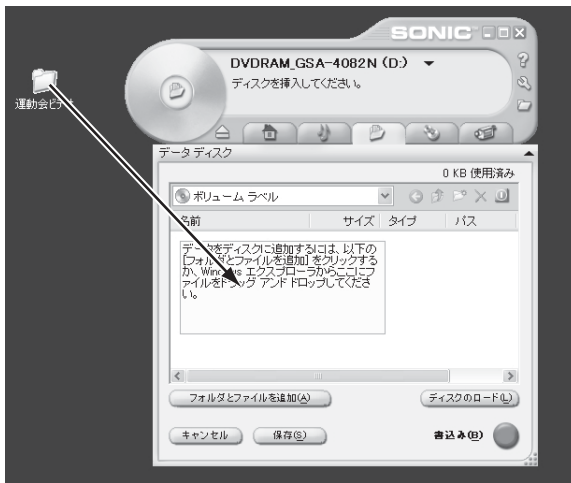 SONIC
DVDRAM_GSA-4082N (D:)
ディスクを挿入してください。
運動会ビデオ
データ ディスク
0 KB 使用済み
ボリューム ラベル
名前 サイズ タイプ パス
データをディスクに追加するには、以下の
[フォルダとファイルを追加] をクリックする
か、Windows エクスプローラからここにフ
ァイルをドラッグ アンド ドロップしてくださ
い。
フォルダとファイルを追加(A)
ディスクのロード(L)
キャンセル
保存(S)
書込み(B)